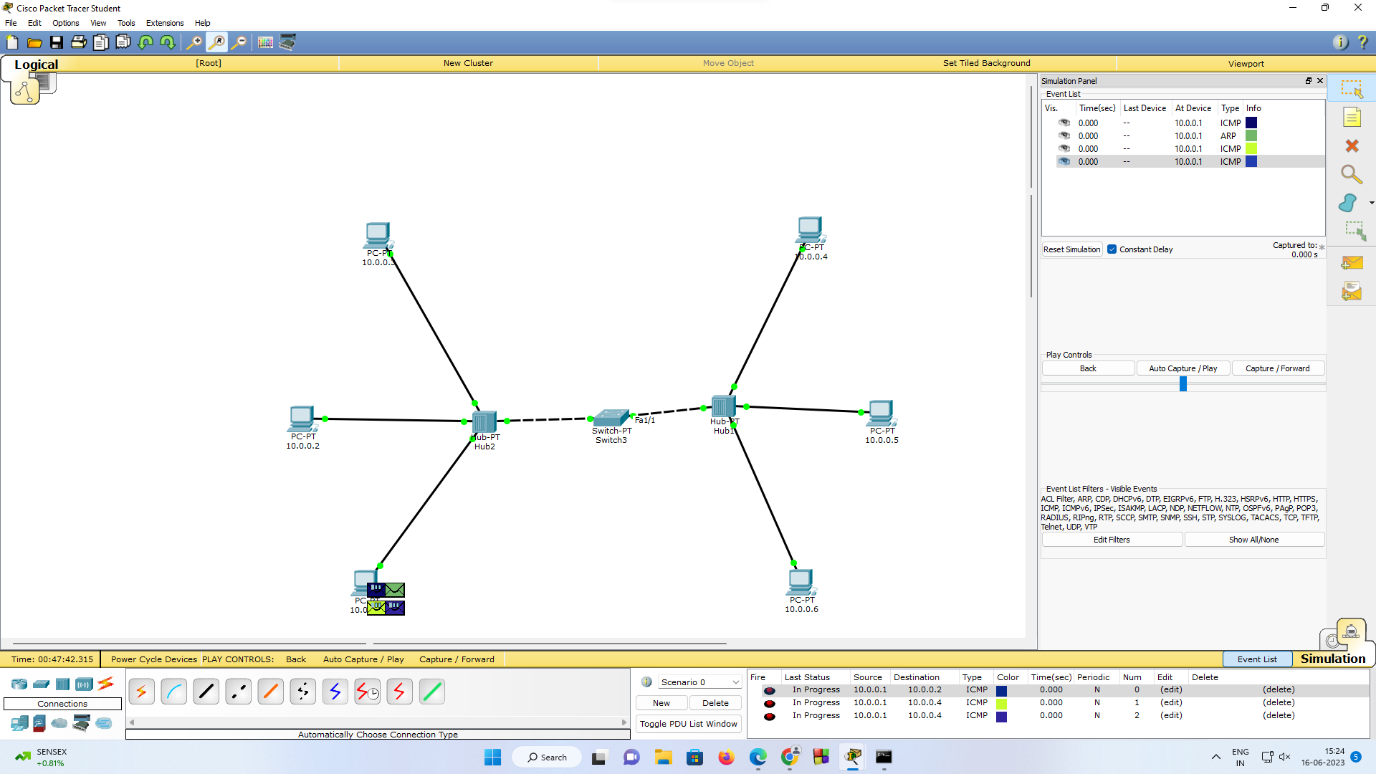 Cisco Packet Tracer Student
File Edit Options View Tools Extensions Help
Logical [Root] New Cluster Move Object Set Tiled Background Viewport
Simulation Panel
Event List
Vis. Time(sec) Last Device At Device Type Info
0.000 -- 10.0.0.1 ICMP
0.000 -- 10.0.0.1 ARP
0.000 -- 10.0.0.1 ICMP
0.000 -- 10.0.0.1 ICMP
Reset Simulation Constant Delay Captured to: *
0.000 s
Play Controls
Back Auto Capture / Play Capture / Forward
Event List Filters - Visible Events
ACL Filter, ARP, CDP, DHCPv6, DTP, EIGRPv6, FTP, H.323, HSRPv6, HTTP, HTTPS,
ICMP, ICMPv6, IPSec, ISAKMP, LACP, NDP, NETFLOW, NTP, OSPFv6, PAgP, POP3,
RADIUS, RIPng, RTP, SCCP, SMTP, SNMP, SSH, STP, SYSLOG, TACACS, TCP, TFTP,
Telnet, UDP, VTP
Edit Filters Show All/None
PC-PT
10.0.0.3
PC-PT
10.0.0.4
PC-PT
10.0.0.2
Hub-PT
Hub2
Switch-PT
Switch3
Fa1/1
Hub-PT
Hub1
PC-PT
10.0.0.5
PC-PT
10.0.0.6
Time: 00:47:42.315 Power Cycle Devices PLAY CONTROLS: Back Auto Capture / Play Capture / Forward Event List Simulation
Connections
Automatically Choose Connection Type
Scenario 0
New Delete
Toggle PDU List Window
Fire Last Status Source Destination Type Color Time(sec) Periodic Num Edit Delete
In Progress 10.0.0.1 10.0.0.2 ICMP 0.000 N 0 (edit) (delete)
In Progress 10.0.0.1 10.0.0.4 ICMP 0.000 N 1 (edit) (delete)
In Progress 10.0.0.1 10.0.0.4 ICMP 0.000 N 2 (edit) (delete)
SENSEX
+0.81%
Search
ENG
IN
15:24
16-06-2023
5